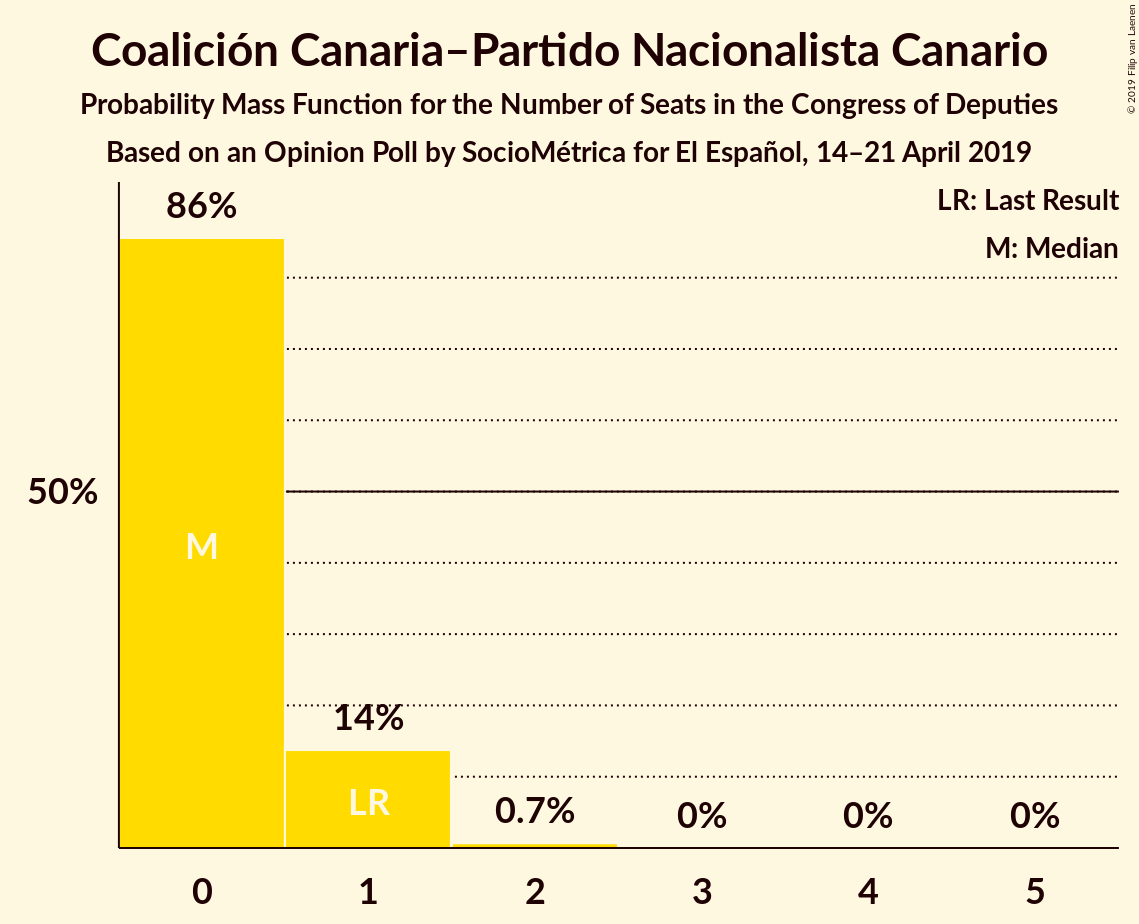 Coalición Canaria–Partido Nacionalista Canario
Probability Mass Function for the Number of Seats in the Congress of Deputies
Based on an Opinion Poll by SocioMétrica for El Español, 14–21 April 2019
© 2019 Filip van Laenen
LR: Last Result
M: Median
86%
50%
M
14%
LR
0.7%
0%
0%
0%
0
1
2
3
4
5